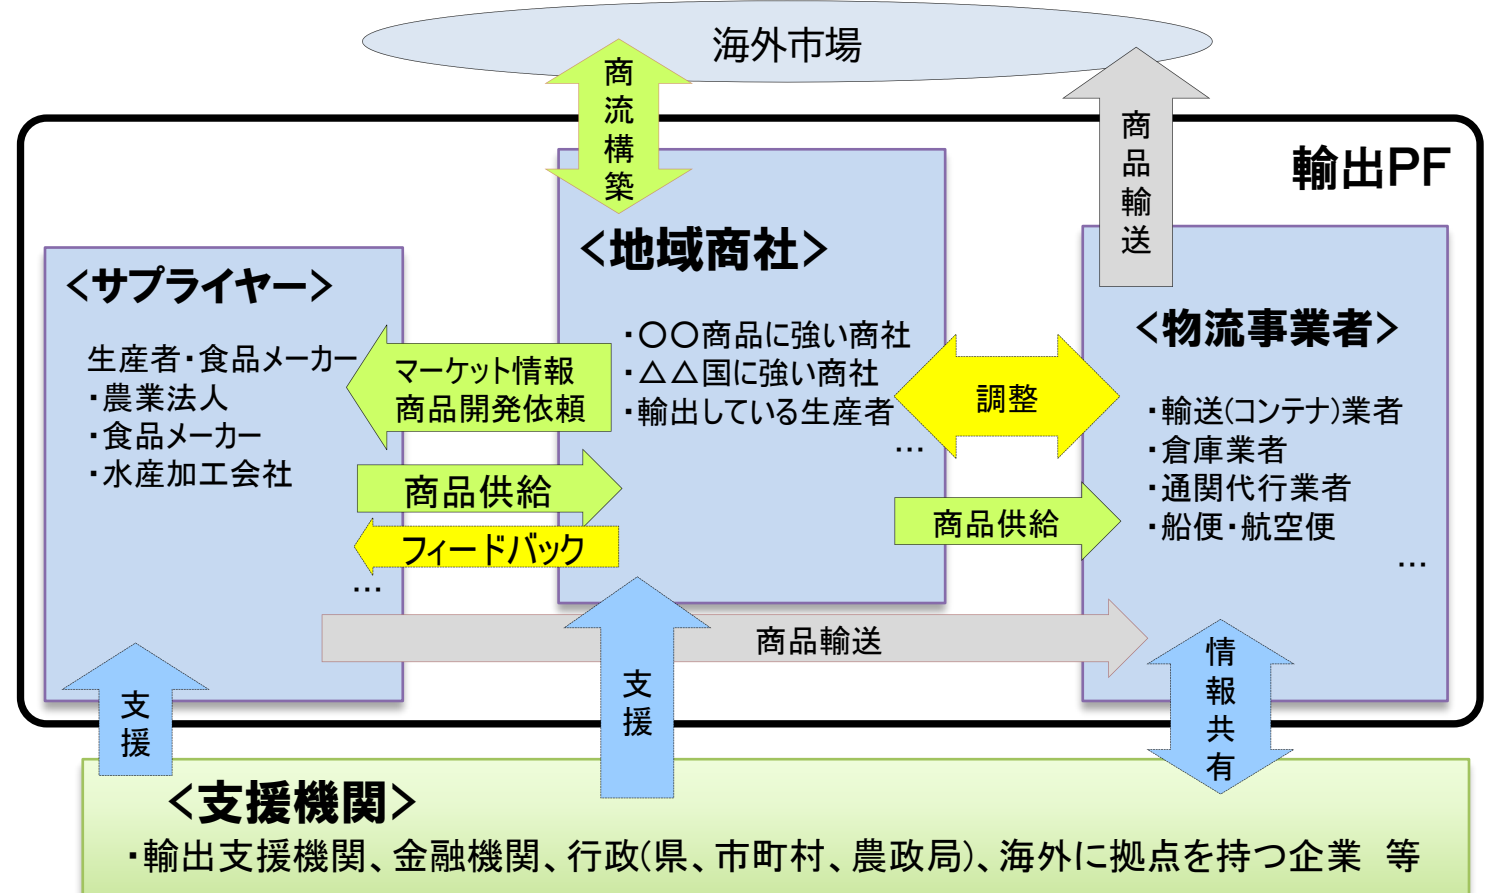 海外市場
商流構築
商品輸送
輸出PF
<地域商社>
・〇〇商品に強い商社
・△△国に強い商社
・輸出している生産者
…
<サプライヤー>
生産者・食品メーカー
・農業法人
・食品メーカー
・水産加工会社
…
マーケット情報
商品開発依頼
商品供給
フィードバック
調整
商品供給
<物流事業者>
・輸送(コンテナ)業者
・倉庫業者
・通関代行業者
・船便・航空便
…
商品輸送
支援
支援
情報共有
<支援機関>
・輸出支援機関、金融機関、行政(県、市町村、農政局)、海外に拠点を持つ企業　等